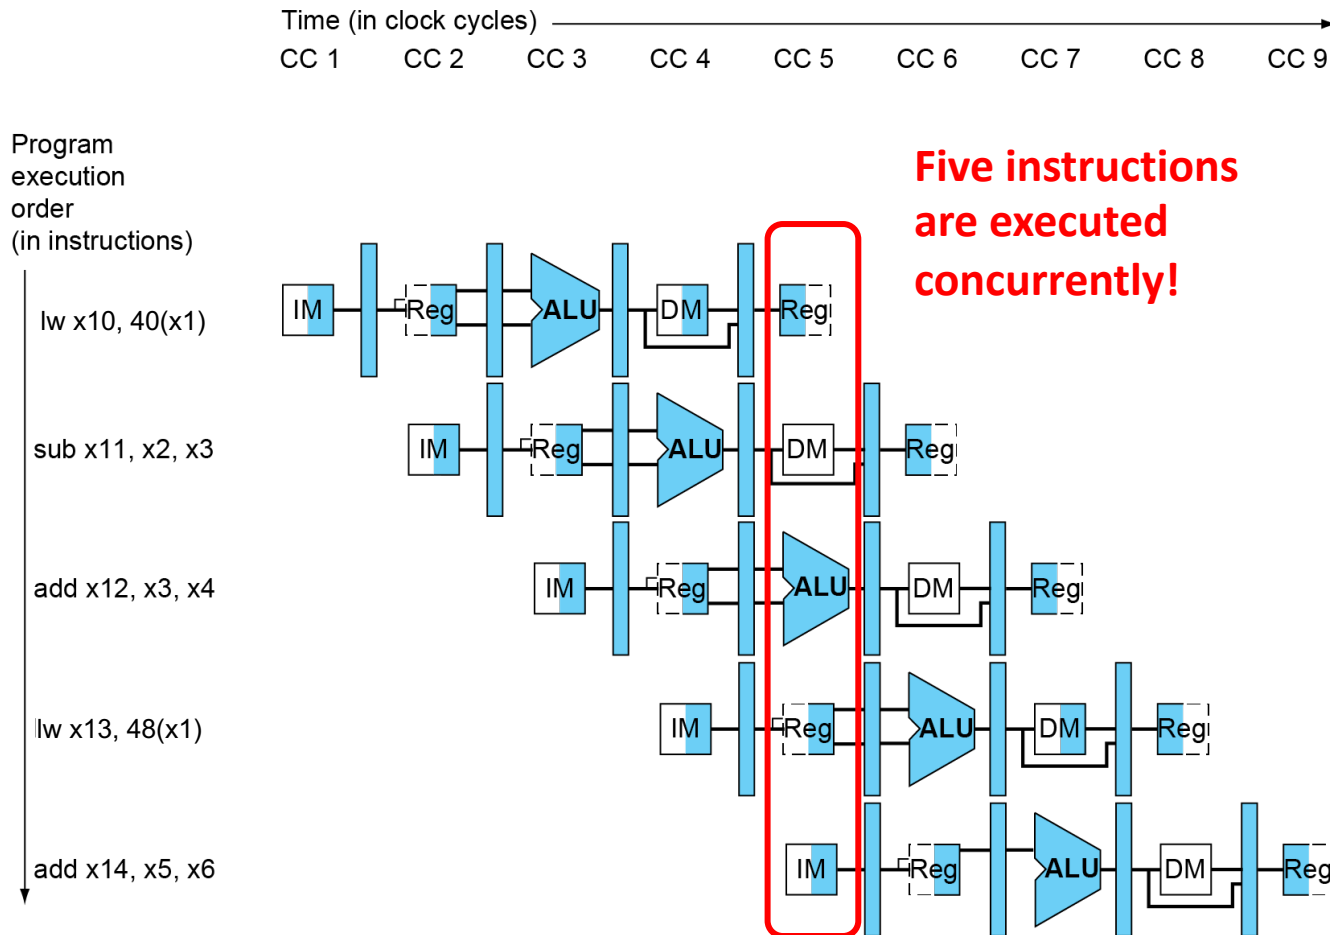 Time (in clock cycles)
CC 1 CC 2 CC 3 CC 4 CC 5 CC 6 CC 7 CC 8 CC 9
Program
execution
order
(in instructions)
Five instructions
are executed
concurrently!
lw x10, 40(x1) IM Reg ALU DM Reg
sub x11, x2, x3 IM Reg ALU DM Reg
add x12, x3, x4 IM Reg ALU DM Reg
lw x13, 48(x1) IM Reg ALU DM Reg
add x14, x5, x6 IM Reg ALU DM Reg